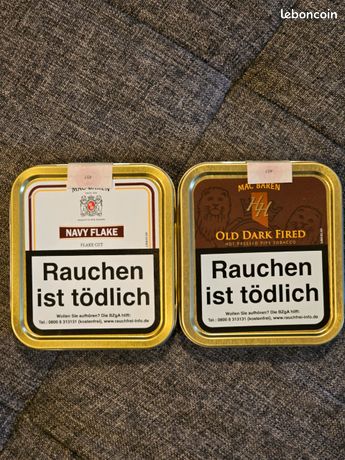 leboncoin
MAC BAREN
NAVY FLAKE
FLAKE CUT
Rauchen
ist tödlich
Wollen Sie aufhören? Die BZgA hilft:
Tel.: 0800 8 313131 (kostenfrei), www.rauchfrei-info.de
MAC BAREN
HH
OLD DARK FIRED
HOT PRESSED PIPE TOBACCO
Rauchen
ist tödlich
Wollen Sie aufhören? Die BZgA hilft:
Tel.: 0800 8 313131 (kostenfrei), www.rauchfrei-info.de